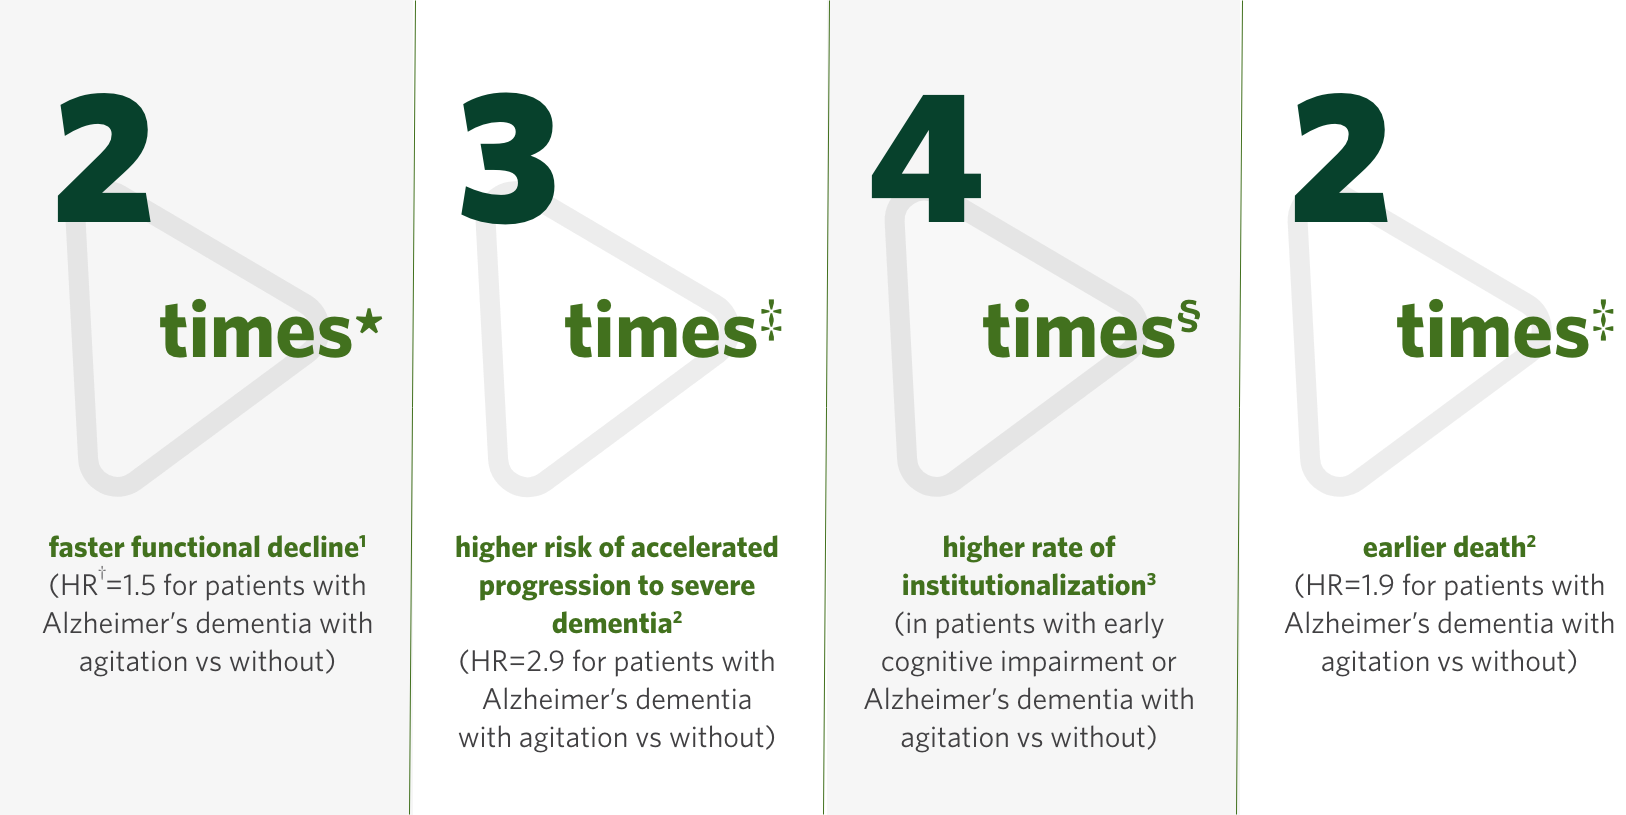 2
times★
faster functional decline¹
(HR†=1.5 for patients with
Alzheimer’s dementia with
agitation vs without)
3
times‡
higher risk of accelerated
progression to severe
dementia²
(HR=2.9 for patients with
Alzheimer’s dementia
with agitation vs without)
4
times§
higher rate of
institutionalization³
(in patients with early
cognitive impairment or
Alzheimer’s dementia with
agitation vs without)
2
times‡
earlier death²
(HR=1.9 for patients with
Alzheimer’s dementia with
agitation vs without)